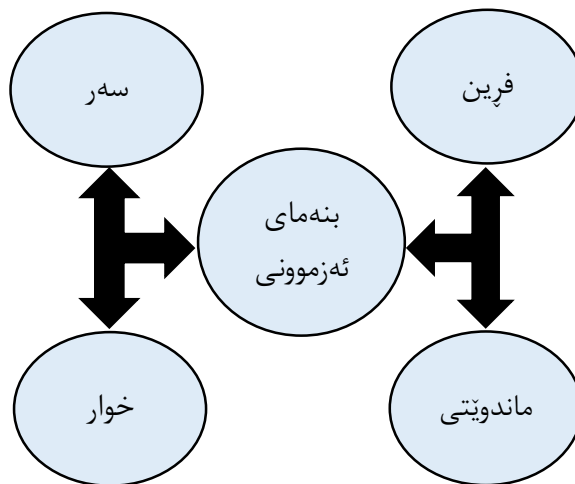 فڕین
سەر
بنەمای
ئەزموونی
ماندوێتی
خوار